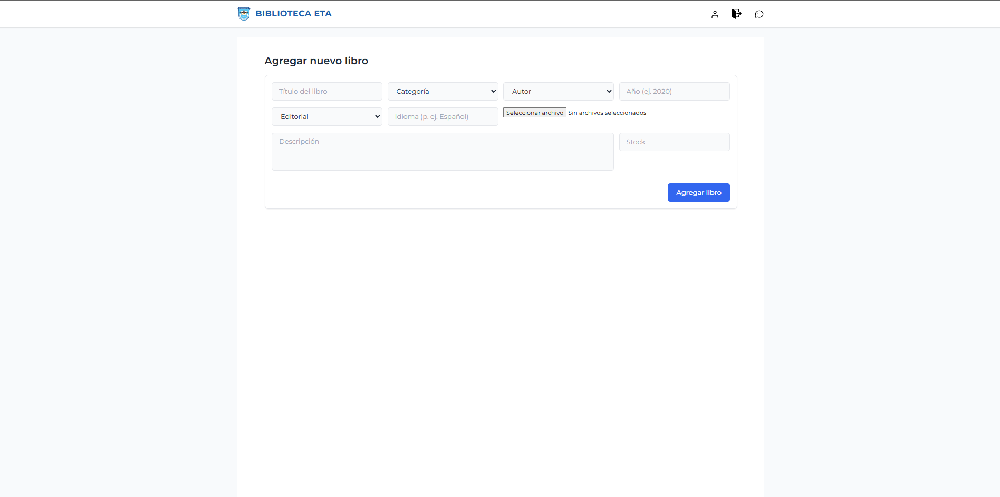 BIBLIOTECA ETA
Agregar nuevo libro
Título del libro
Categoría
Autor
Año (ej. 2020)
Editorial
Idioma (p. ej. Español)
Seleccionar archivo Sin archivos seleccionados
Descripción
Stock
Agregar libro